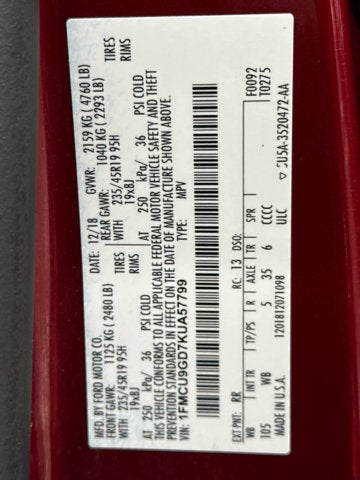 MFD. BY FORD MOTOR CO.
DATE: 12/18
GVWR: 2159 KG ( 4760 LB)
FRONT GAWR: 1125 KG ( 2480 LB)
REAR GAWR: 1040 KG ( 2293 LB)
WITH 235/45R19 95H TIRES
WITH 235/45R19 95H TIRES
19x8J RIMS
19x8J RIMS
AT 250 kPa/ 36 PSI COLD
AT 250 kPa/ 36 PSI COLD
THIS VEHICLE CONFORMS TO ALL APPLICABLE FEDERAL MOTOR VEHICLE SAFETY AND THEFT
PREVENTION STANDARDS IN EFFECT ON THE DATE OF MANUFACTURE SHOWN ABOVE.
VIN: 1FMCU9GD7KUA57799
TYPE: MPV
F0092
T0275
EXT PNT: RR RC: 13 DSO:
WB INT TR TP/PS R AXLE TR SPR
105 WB 5 35 6 CCCC
MADE IN U.S.A. 1201812071098 ULC
5U5A-3520472-AA